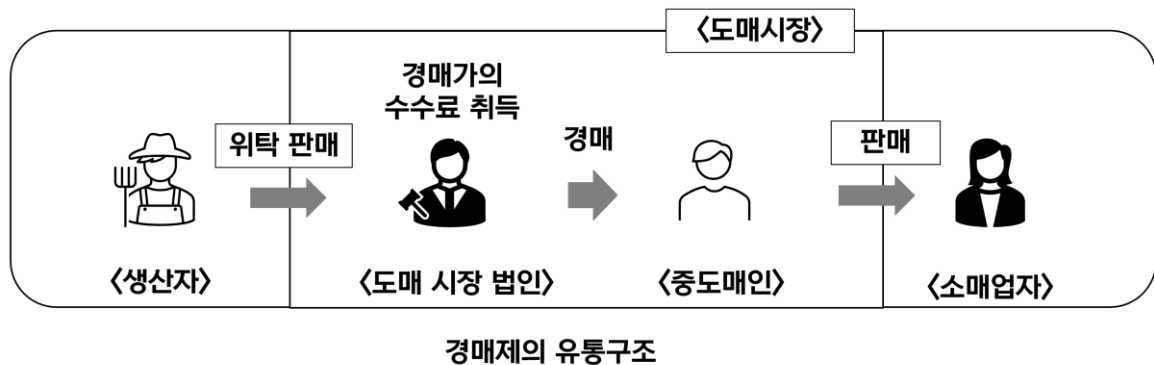 〈도매시장〉
경매가의
수수료 취득
위탁 판매
경매
판매
〈생산자〉
〈도매 시장 법인〉
〈중도매인〉
〈소매업자〉
경매제의 유통구조